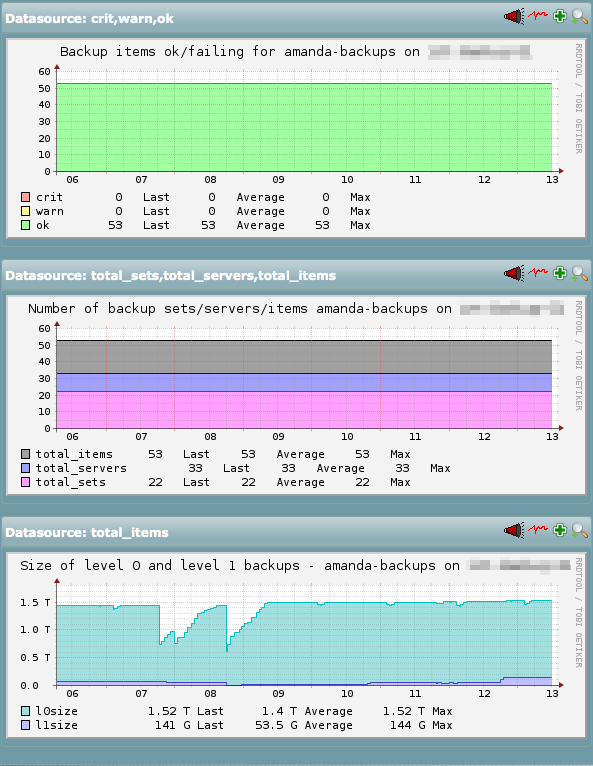 Datasource: crit,warn,ok
Backup items ok/failing for amanda-backups on
RRDTOOL / TOBI OETIKER
60
50
40
30
20
10
0
06 07 08 09 10 11 12 13
crit 0 Last 0 Average 0 Max
warn 0 Last 0 Average 0 Max
ok 53 Last 53 Average 53 Max
Datasource: total_sets,total_servers,total_items
Number of backup sets/servers/items amanda-backups on
RRDTOOL / TOBI OETIKER
60
50
40
30
20
10
0
06 07 08 09 10 11 12 13
total_items 53 Last 53 Average 53 Max
total_servers 33 Last 33 Average 33 Max
total_sets 22 Last 22 Average 22 Max
Datasource: total_items
Size of level 0 and level 1 backups - amanda-backups on
RRDTOOL / TOBI OETIKER
1.5 T
1.0 T
0.5 T
0.0
06 07 08 09 10 11 12 13
l0size 1.52 T Last 1.4 T Average 1.52 T Max
l1size 141 G Last 53.5 G Average 144 G Max